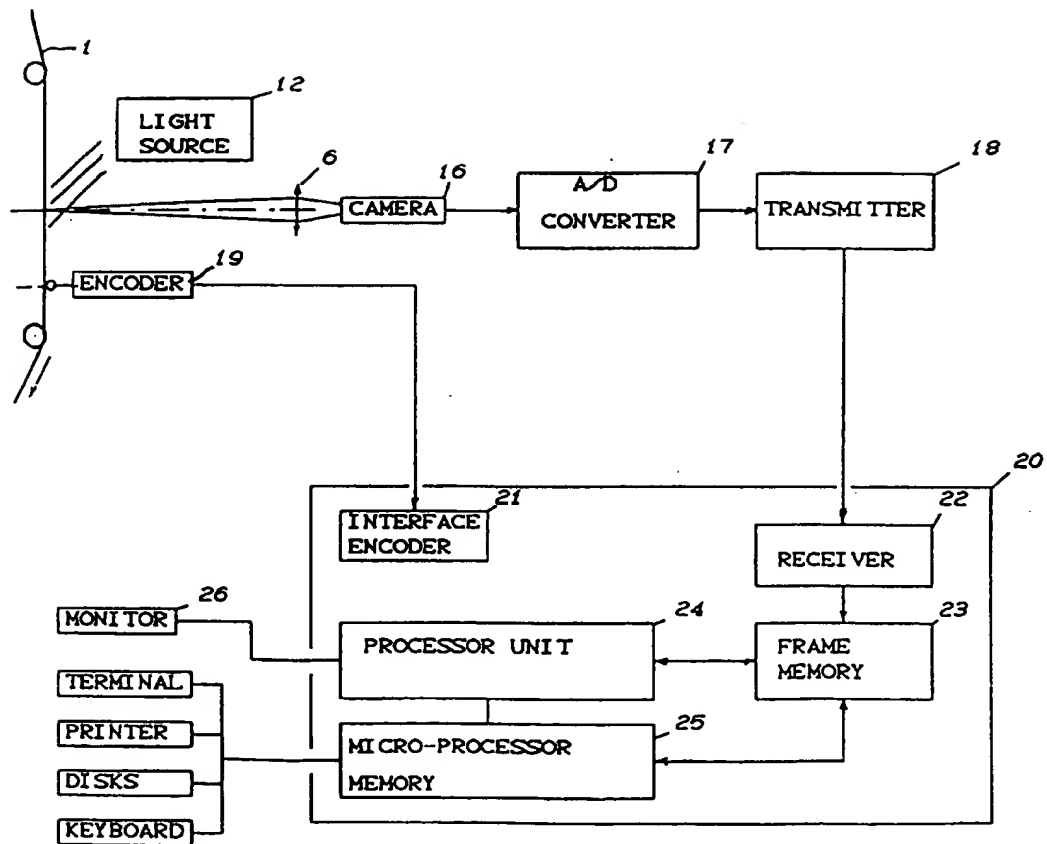 1
12
LIGHT
SOURCE
6
16
CAMERA
17
A/D
CONVERTER
18
TRANSMITTER
19
ENCODER
20
21
INTERFACE
ENCODER
22
RECEIVER
26
MONITOR
24
PROCESSOR UNIT
23
FRAME
MEMORY
TERMINAL
PRINTER
DISKS
KEYBOARD
25
MICRO-PROCESSOR
MEMORY